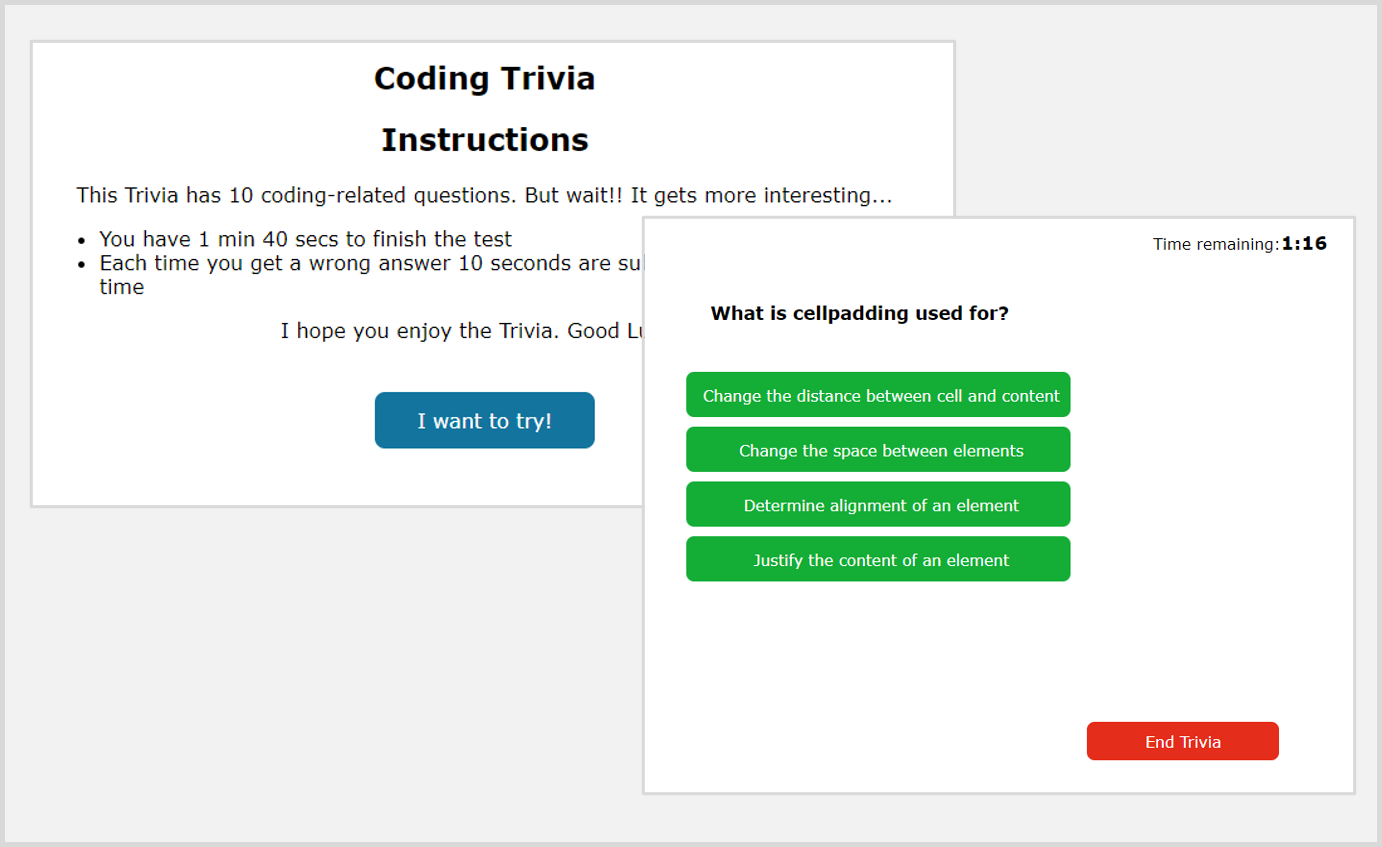 Coding Trivia
Instructions
This Trivia has 10 coding-related questions. But wait!! It gets more interesting...
You have 1 min 40 secs to finish the test
Each time you get a wrong answer 10 seconds are
time
I hope you enjoy the Trivia. Good
I want to try!
Time remaining: 1:16
What is cellpadding used for?
Change the distance between cell and content
Change the space between elements
Determine alignment of an element
Justify the content of an element
End Trivia